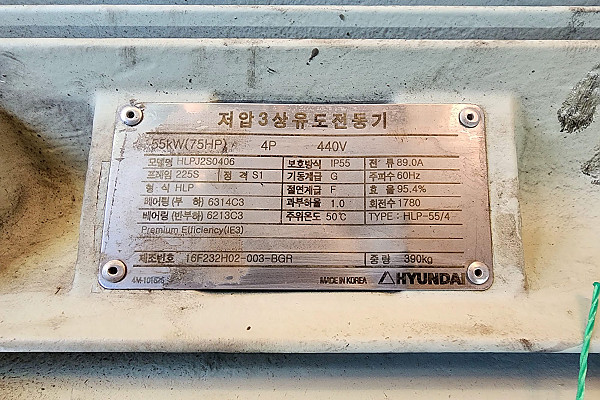 저압3상유도전동기
55kW(75HP) 4P 440V
모델명 HLPJ2S0406 보호방식 IP55 전 류 89.0A
프레임 225S 정 격 S1 기동계급 G 주파수 60Hz
형 식 HLP 절연계급 F 효 율 95.4%
베어링(부 하) 6314C3 과부하율 1.0 회전수 1780
베어링(반부하) 6213C3 주위온도 50℃ TYPE: HLP-55/4
Premium Efficiency(IE3)
제조번호 16F232H02-003-BGR 중 량 390kg
MADE IN KOREA HYUNDAI